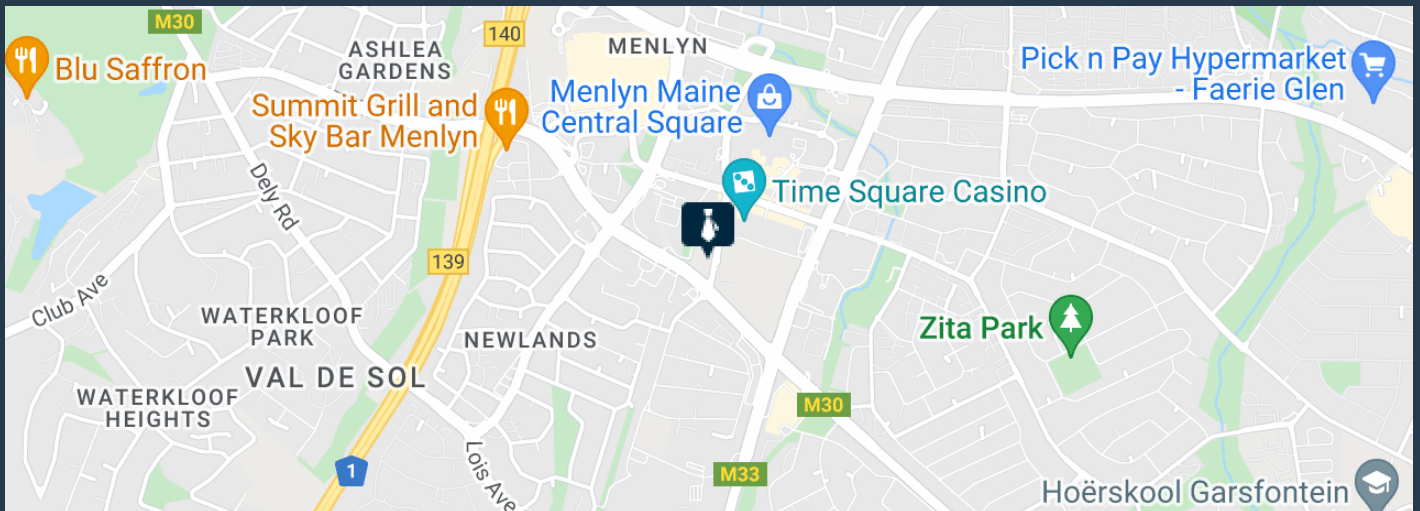 M30
140
MENLYN
ASHLEA
GARDENS
Blu Saffron
Pick n Pay Hypermarket
- Faerie Glen
Menlyn Maine
Central Square
Summit Grill and
Sky Bar Menlyn
Time Square Casino
Dely Rd
139
Club Ave
WATERKLOOF
PARK
NEWLANDS
Zita Park
VAL DE SOL
WATERKLOOF
HEIGHTS
M30
1
Lois Ave
M33
Hoërskool Garsfontein